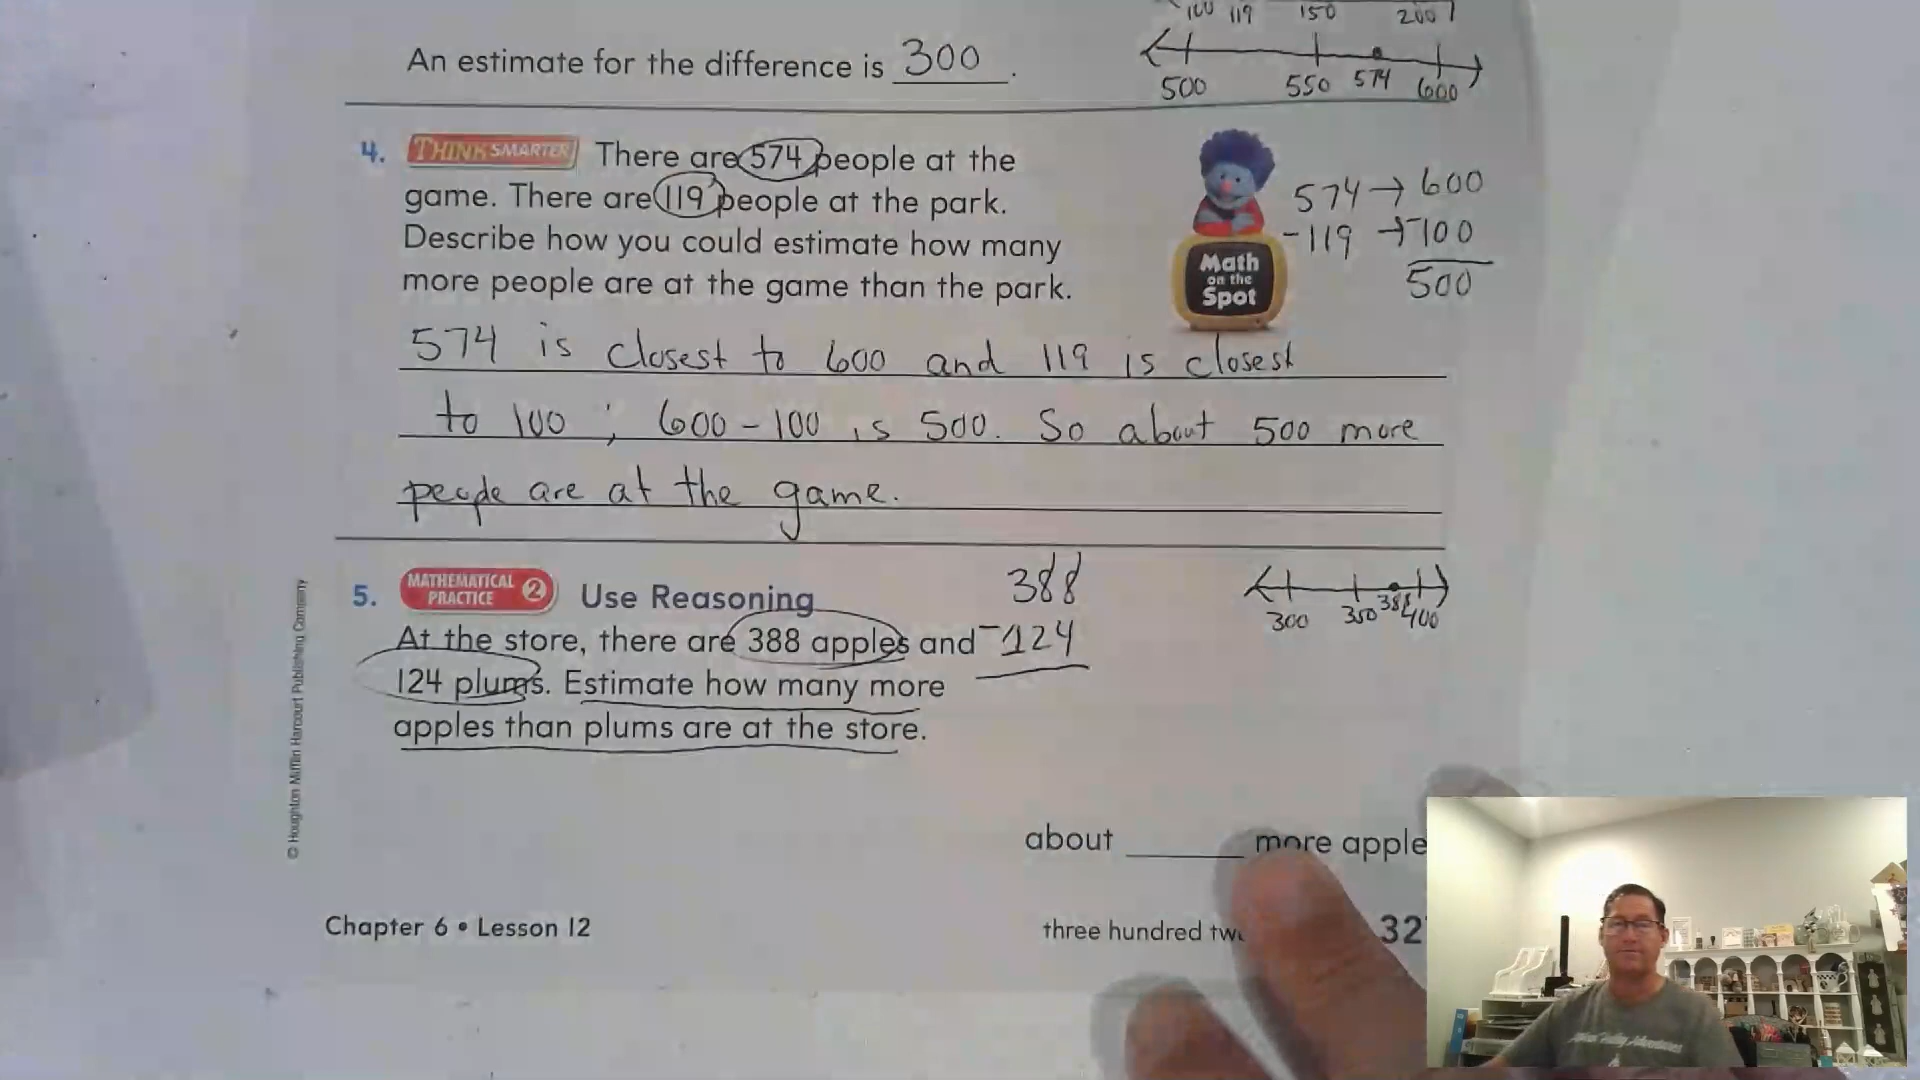 100 119 150 200
An estimate for the difference is 300.
500 550 574 600
4. THINK SMARTER There are 574 people at the
game. There are 119 people at the park.
Describe how you could estimate how many
more people are at the game than the park.
Math
on the
Spot
574 → 600
-119 → -100
500
574 is closest to 600 and 119 is closest
to 100 ; 600-100 is 500. So about 500 more
people are at the game.
5. MATHEMATICAL PRACTICE 2 Use Reasoning
At the store, there are 388 apples and
124 plums. Estimate how many more
apples than plums are at the store.
388
-124
300 350 388 400
about ______ more apple
© Houghton Mifflin Harcourt Publishing Company
Chapter 6 • Lesson 12
three hundred 32